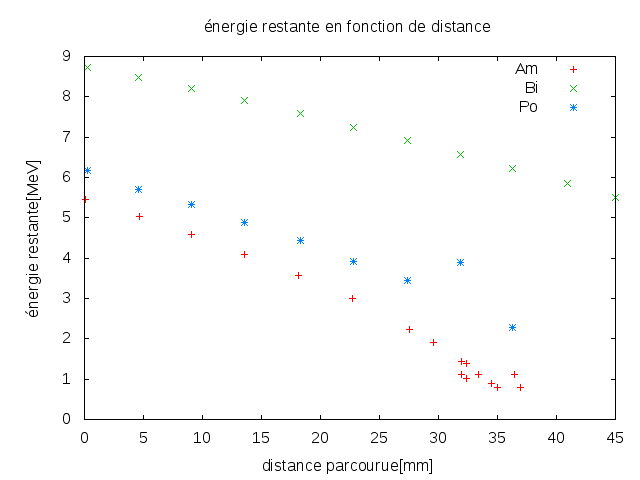 énergie restante en fonction de distance
énergie restante[MeV]
9
8
7
6
5
4
3
2
1
0
Am
Bi
Po
0 5 10 15 20 25 30 35 40 45
distance parcourue[mm]